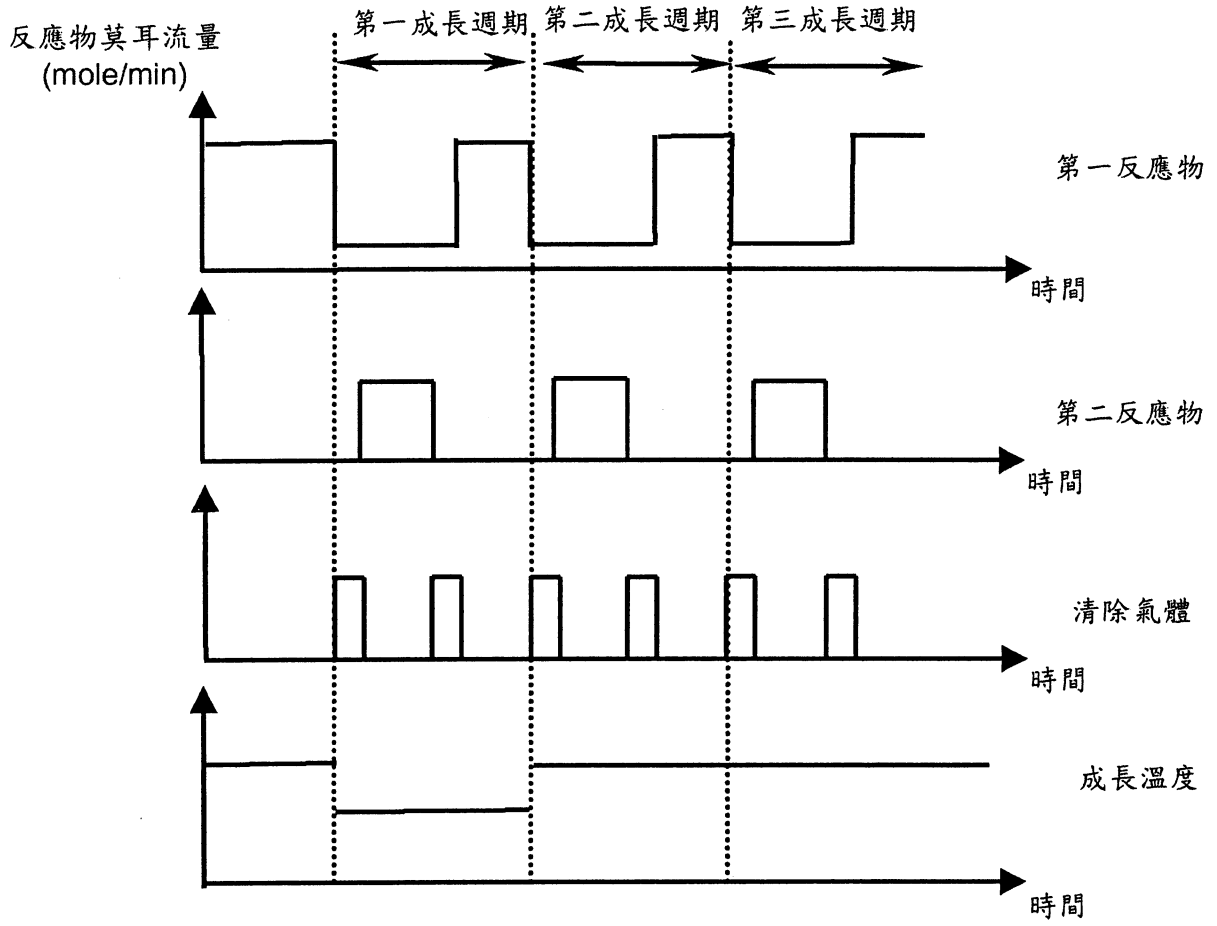 第一成長週期
第二成長週期
第三成長週期
反應物莫耳流量
(mole/min)
第一反應物
時間
第二反應物
時間
清除氣體
時間
成長溫度
時間